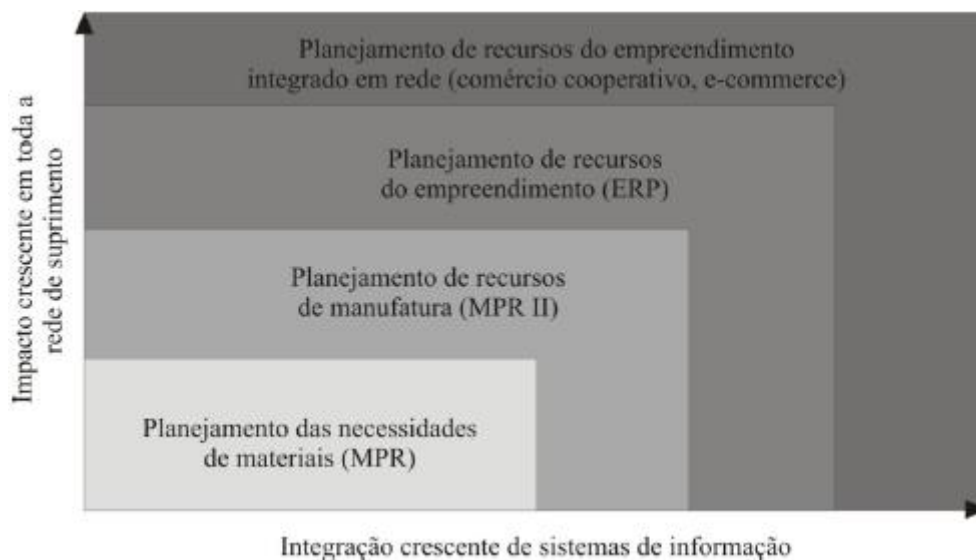 Planejamento de recursos do empreendimento
integrado em rede (comércio cooperativo, e-commerce)
Planejamento de recursos
do empreendimento (ERP)
Planejamento de recursos
de manufatura (MPR II)
Planejamento das necessidades
de materiais (MPR)
Impacto crescente em toda a
rede de suprimento
Integração crescente de sistemas de informação